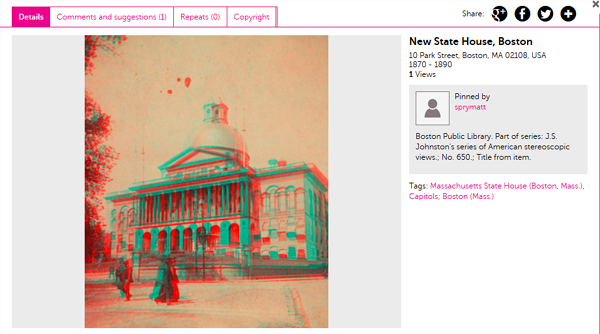 Details
Comments and suggestions (1)
Repeats (0)
Copyright
Share:
New State House, Boston
10 Park Street, Boston, MA 02108, USA
1870 - 1890
1 Views
Pinned by
sprymatt
Boston Public Library. Part of series: J.S.
Johnston's series of American stereoscopic
views.; No. 650.; Title from item.
Tags: Massachusetts State House (Boston, Mass.),
Capitols; Boston (Mass.)